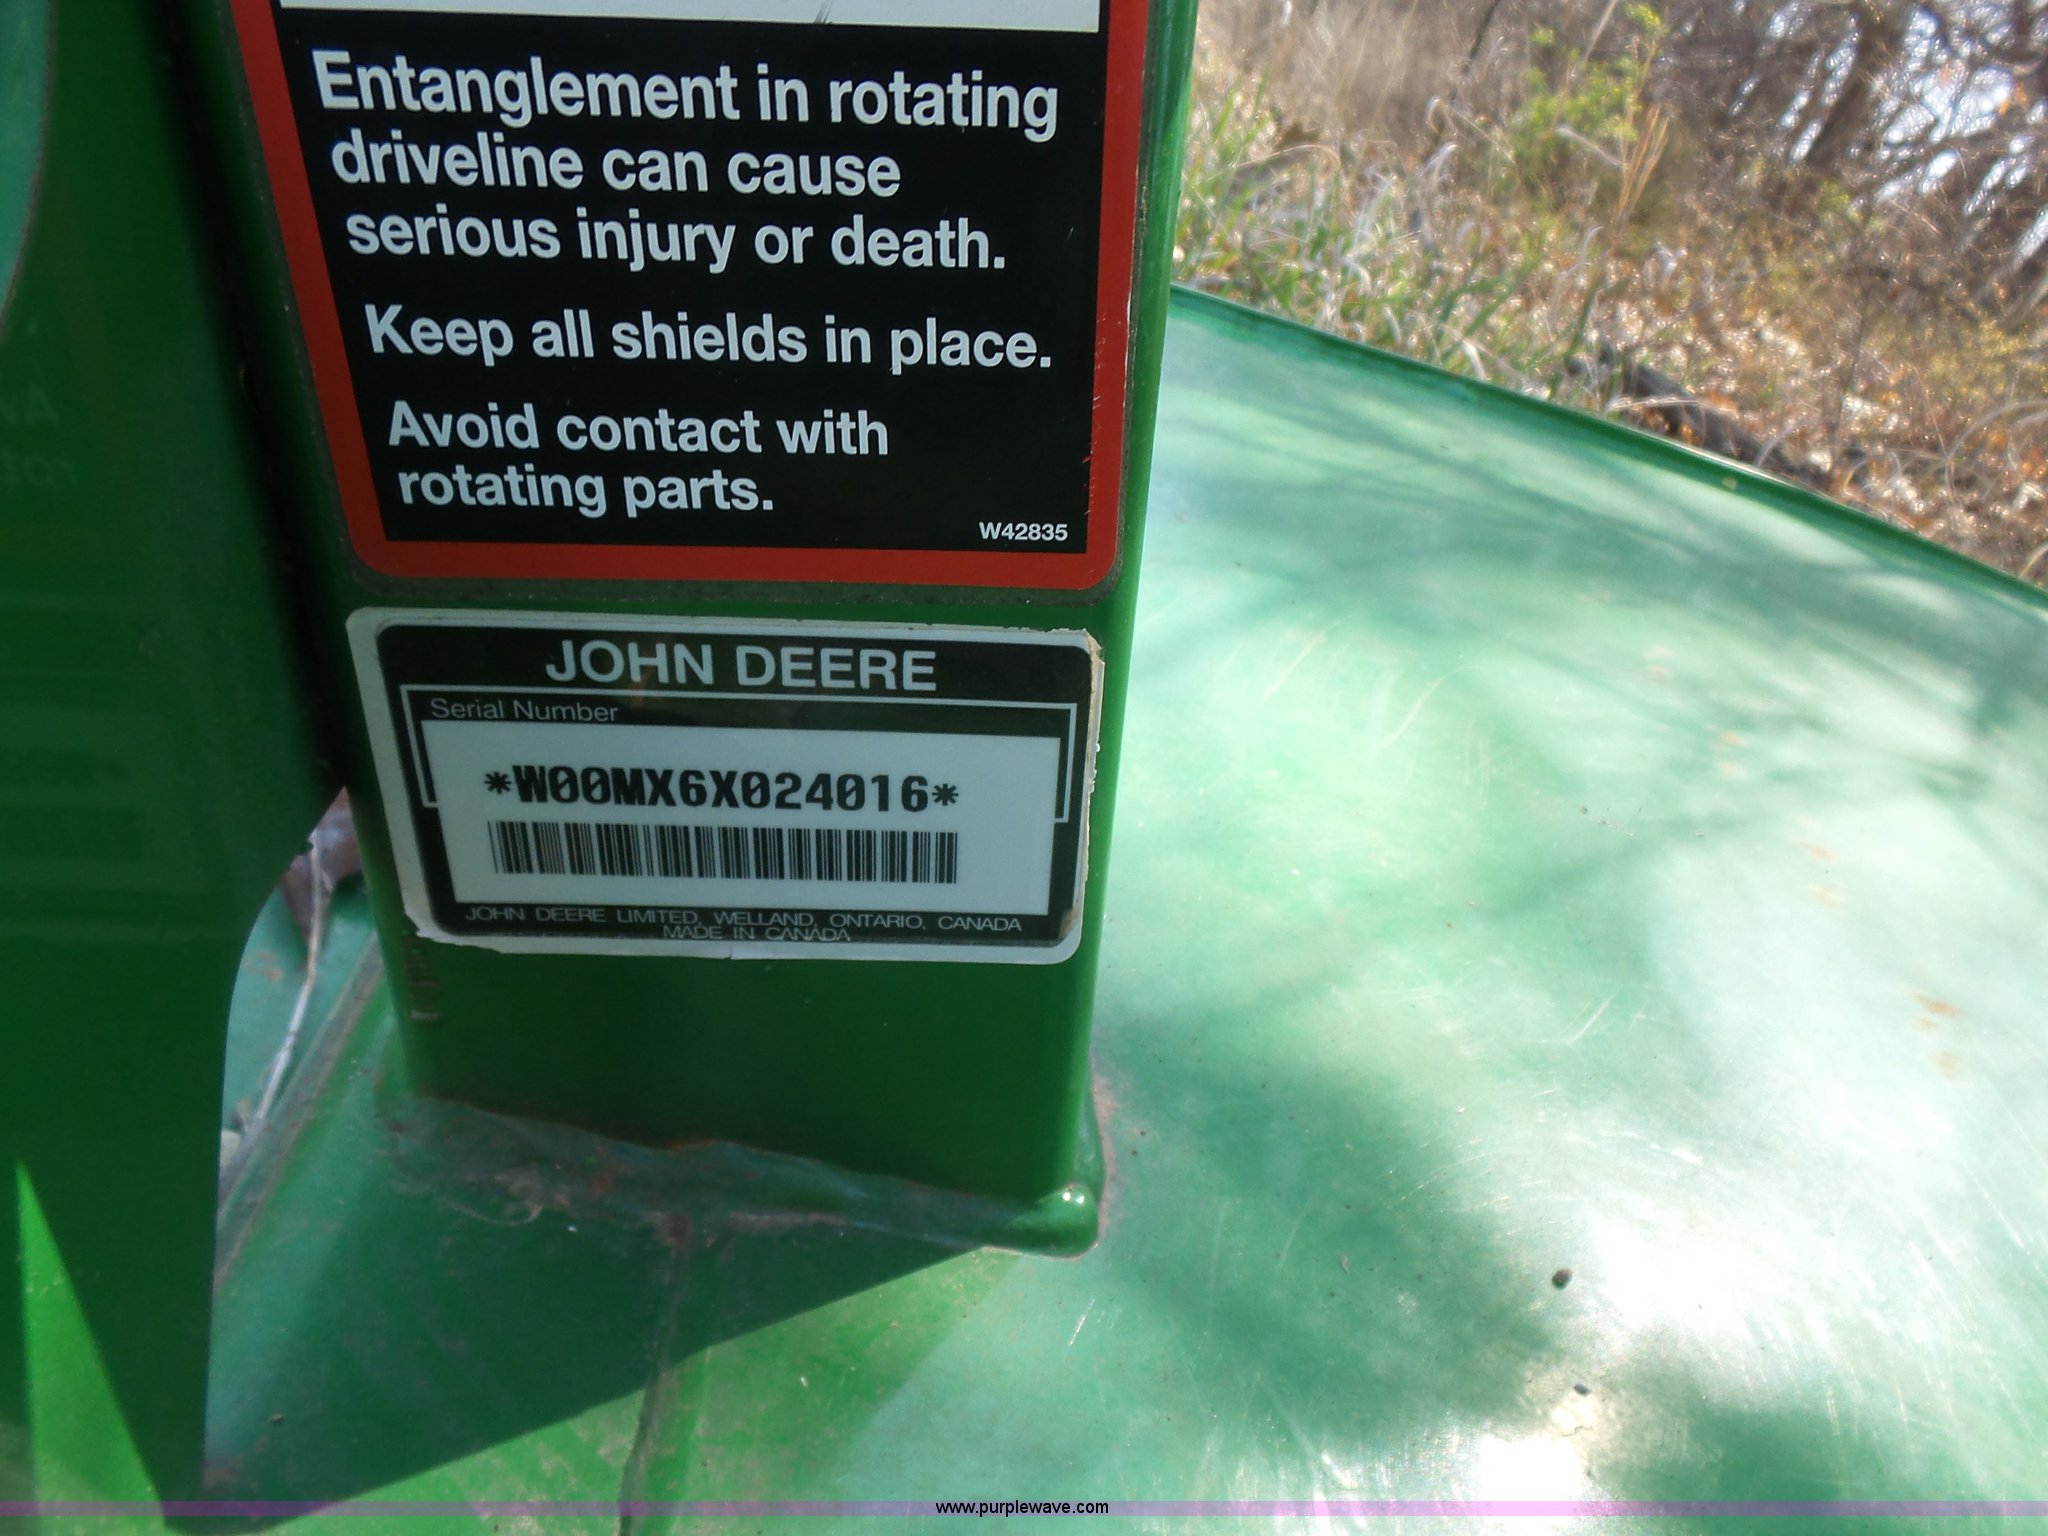 Entanglement in rotating
driveline can cause
serious injury or death.
Keep all shields in place.
Avoid contact with
rotating parts.
W42835
JOHN DEERE
Serial Number
*W00MX6X024016*
JOHN DEERE LIMITED, WELLAND, ONTARIO, CANADA
MADE IN CANADA
www.purplewave.com